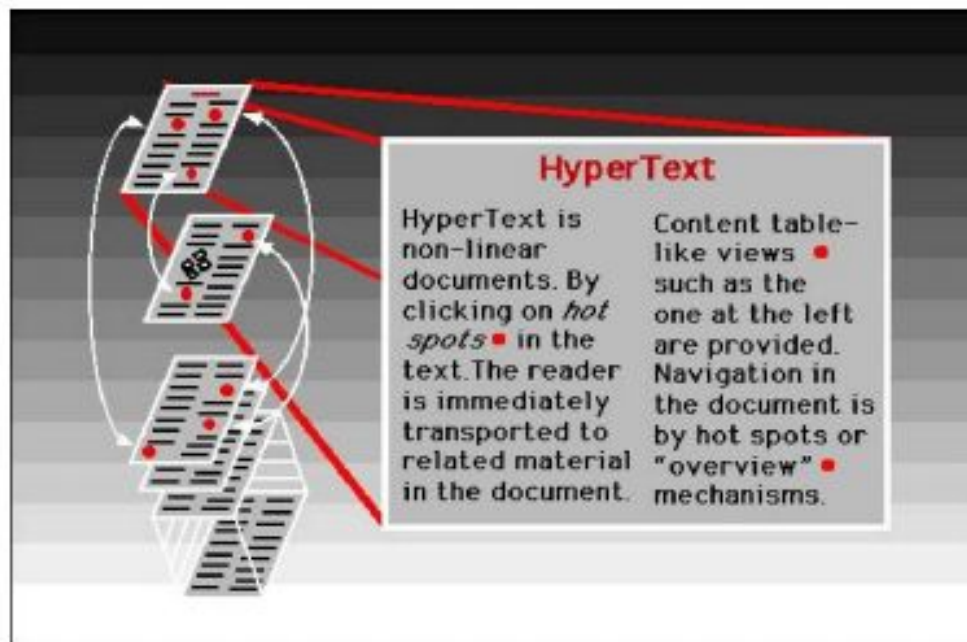 HyperText
HyperText is
non-linear
documents. By
clicking on hot
spots in the
text.The reader
is immediately
transported to
related material
in the document.
Content table-
like views
such as the
one at the left
are provided.
Navigation in
the document is
by hot spots or
"overview"
mechanisms.